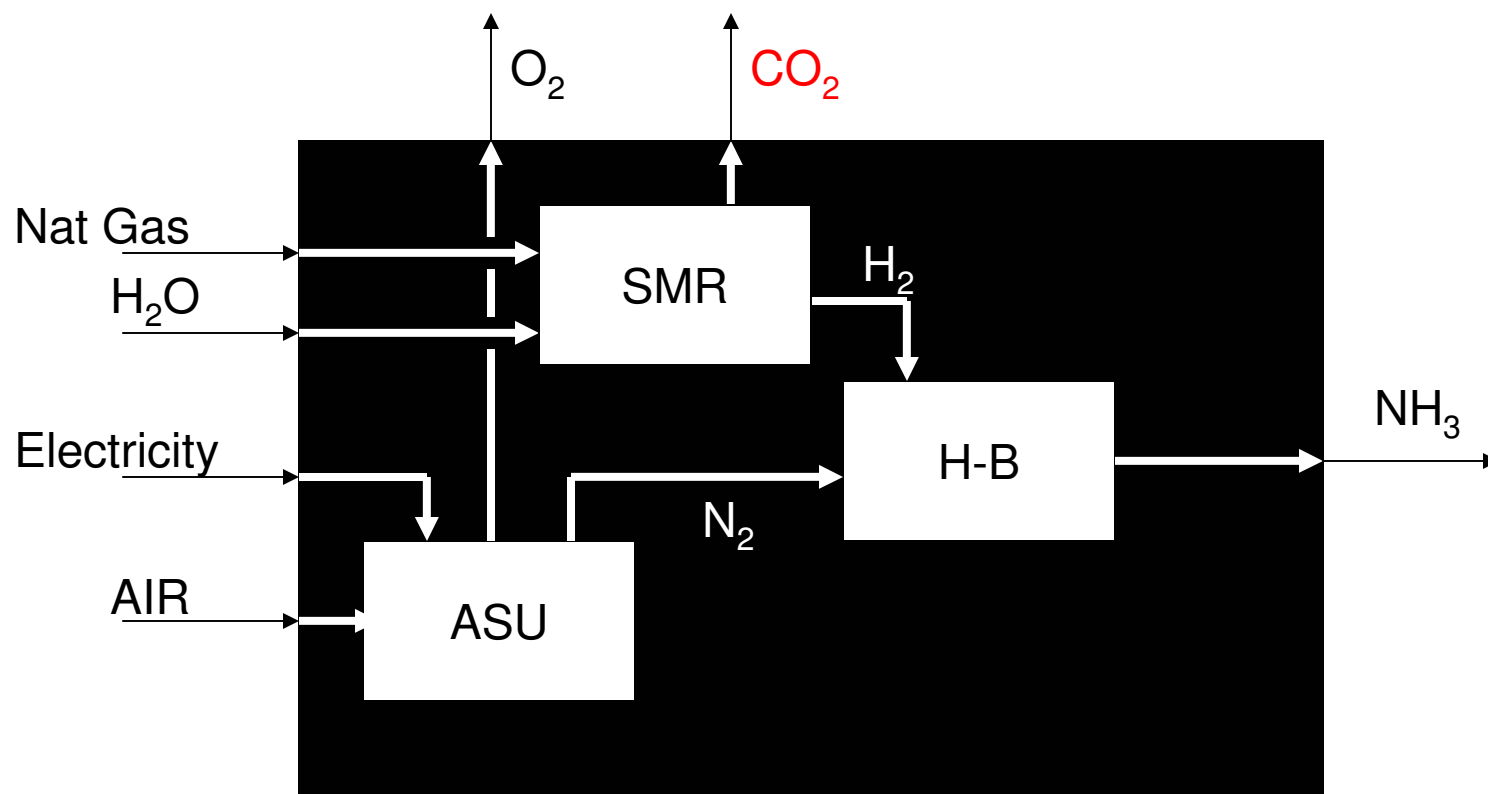 O₂
CO₂
Nat Gas
H₂O
SMR
H₂
Electricity
NH₃
H-B
N₂
AIR
ASU